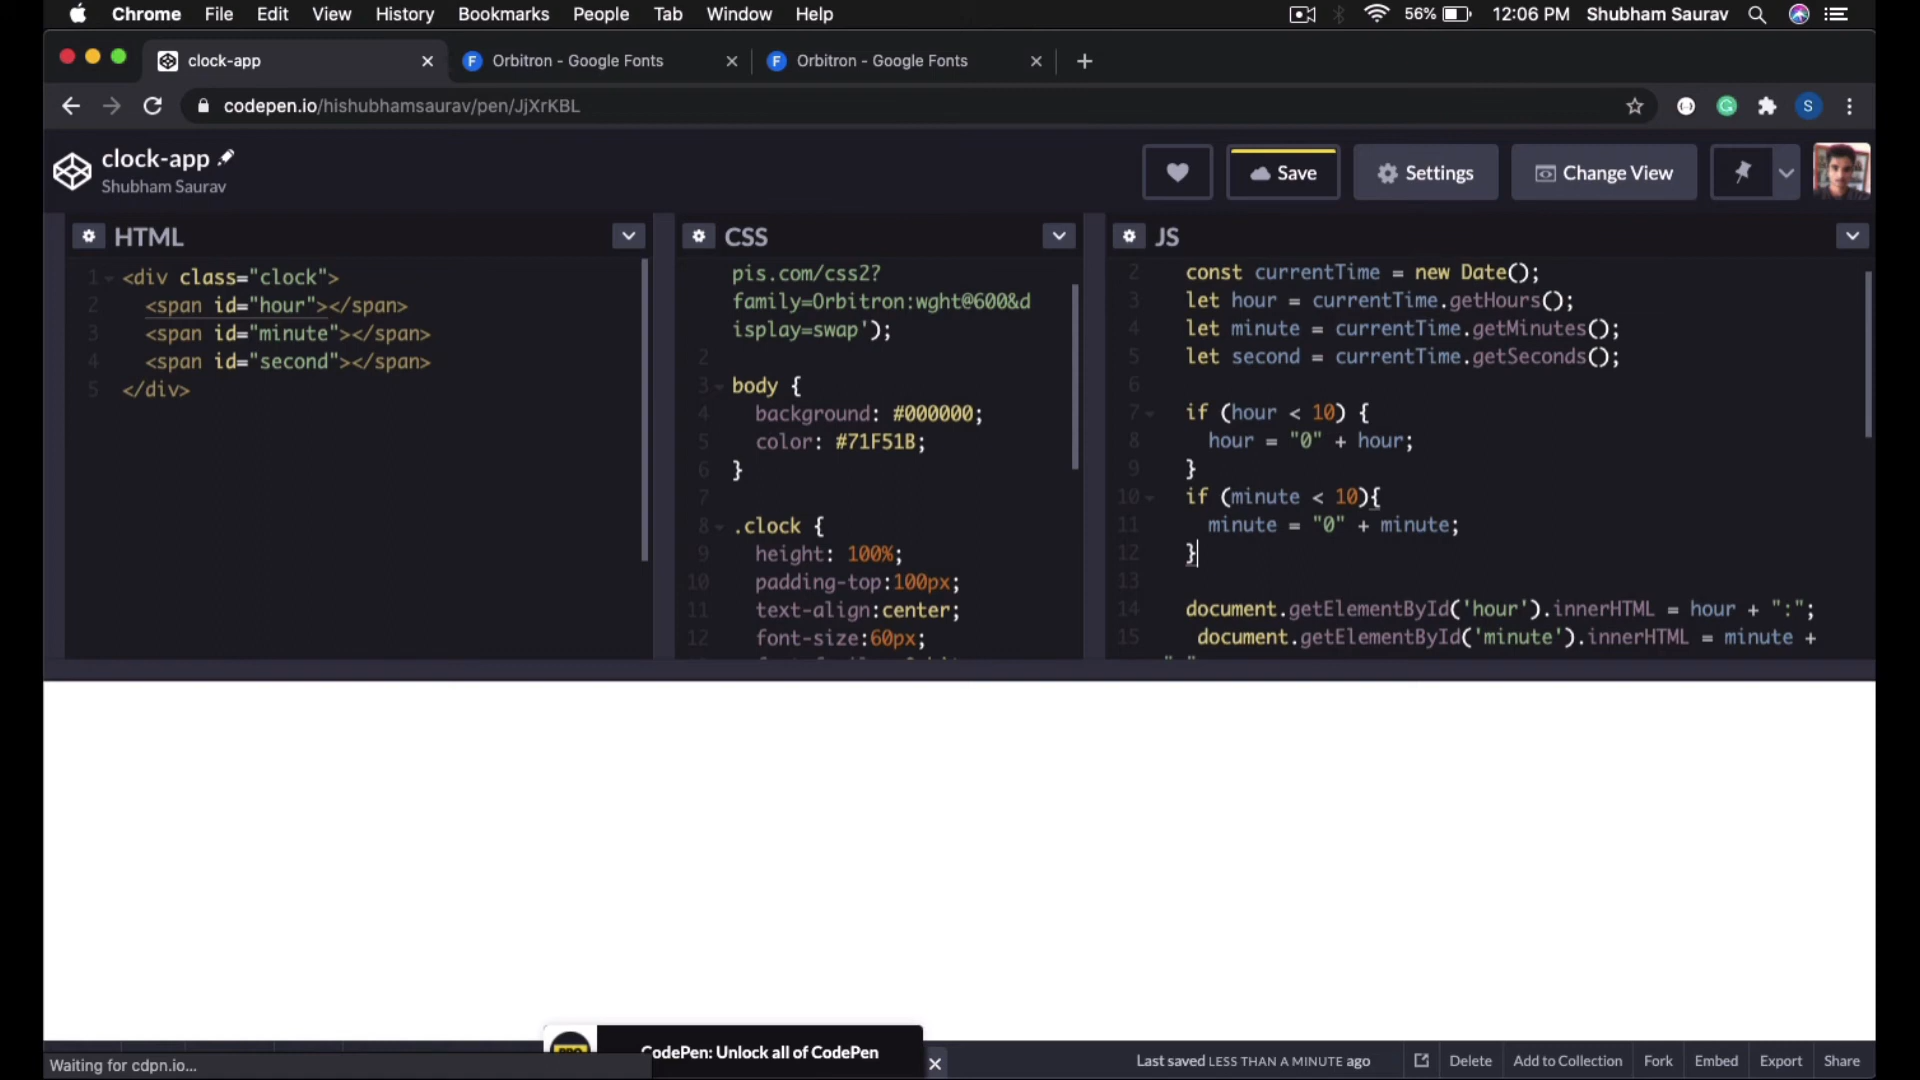 Chrome File Edit View History Bookmarks People Tab Window Help 56% 12:06 PM Shubham Saurav
clock-app Orbitron - Google Fonts Orbitron - Google Fonts
codepen.io/hishubhamsaurav/pen/JjXrKBL S
clock-app
Shubham Saurav
Save Settings Change View
HTML
1 <div class="clock">
2 <span id="hour"></span>
3 <span id="minute"></span>
4 <span id="second"></span>
5 </div>
CSS
pis.com/css2?
family=Orbitron:wght@600&d
isplay=swap');
2
3 body {
4 background: #000000;
5 color: #71F51B;
6 }
7
8 .clock {
9 height: 100%;
10 padding-top:100px;
11 text-align:center;
12 font-size:60px;
JS
2 const currentTime = new Date();
3 let hour = currentTime.getHours();
4 let minute = currentTime.getMinutes();
5 let second = currentTime.getSeconds();
6
7 if (hour < 10) {
8 hour = "0" + hour;
9 }
10 if (minute < 10){
11 minute = "0" + minute;
12 }
13
14 document.getElementById('hour').innerHTML = hour + ":";
15 document.getElementById('minute').innerHTML = minute +
CodePen: Unlock all of CodePen
Waiting for cdpn.io...
Last saved LESS THAN A MINUTE ago Delete Add to Collection Fork Embed Export Share